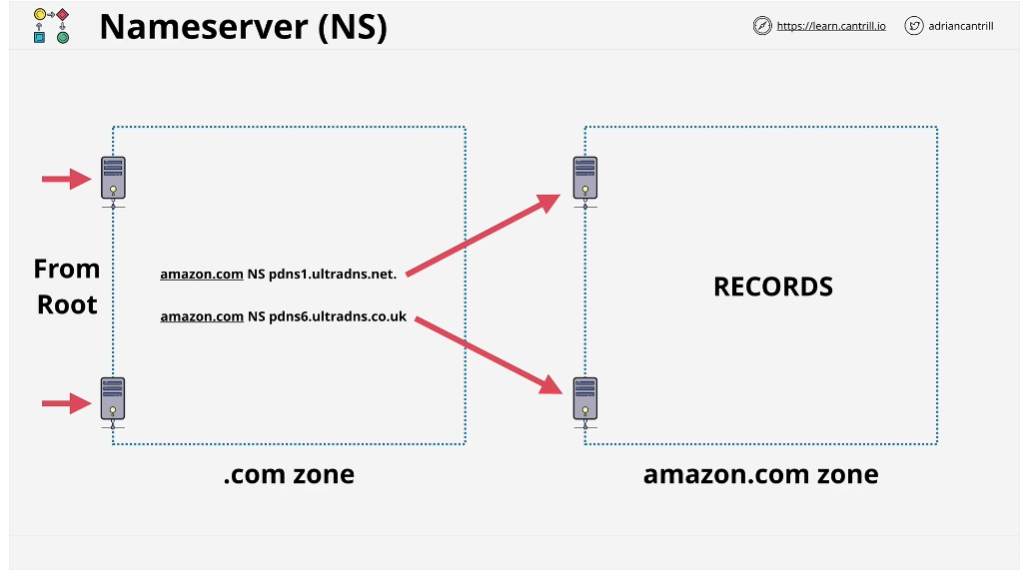 Nameserver (NS)
https://learn.cantrill.io
adriancantrill
From
Root
amazon.com NS pdns1.ultradns.net.
amazon.com NS pdns6.ultradns.co.uk
RECORDS
.com zone
amazon.com zone